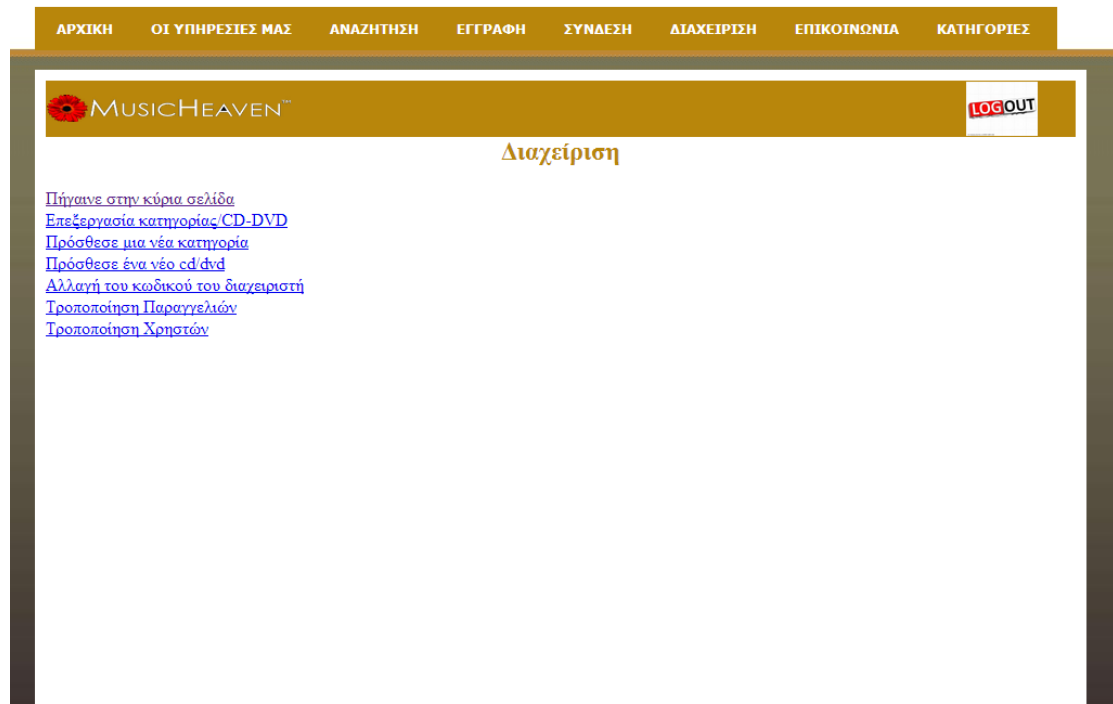 ΑΡΧΙΚΗ ΟΙ ΥΠΗΡΕΣΙΕΣ ΜΑΣ ΑΝΑΖΗΤΗΣΗ ΕΓΓΡΑΦΗ ΣΥΝΔΕΣΗ ΔΙΑΧΕΙΡΙΣΗ ΕΠΙΚΟΙΝΩΝΙΑ ΚΑΤΗΓΟΡΙΕΣ
MUSICHEAVEN™ LOGOUT
Διαχείριση
Πήγαινε στην κύρια σελίδα
Επεξεργασία κατηγορίας/CD-DVD
Πρόσθεσε μια νέα κατηγορία
Πρόσθεσε ένα νέο cd/dvd
Αλλαγή του κωδικού του διαχειριστή
Τροποποίηση Παραγγελιών
Τροποποίηση Χρηστών